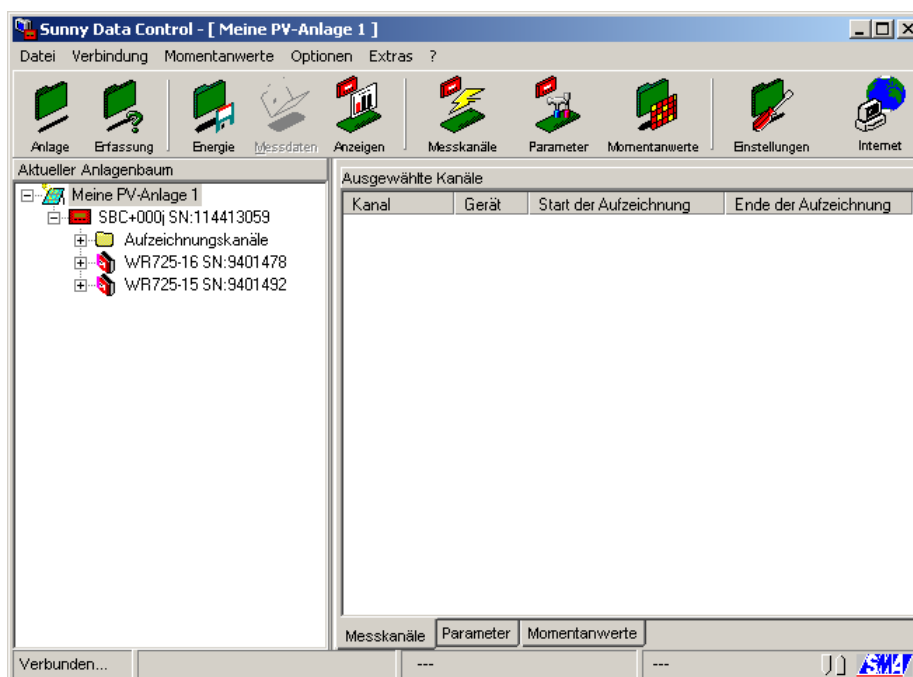 Sunny Data Control - [ Meine PV-Anlage 1 ]
Datei Verbindung Momentanwerte Optionen Extras ?
Anlage Erfassung Energie Messdaten Anzeigen Messkanäle Parameter Momentanwerte Einstellungen Internet
Aktueller Anlagenbaum
Meine PV-Anlage 1
SBC+000j SN:114413059
Aufzeichnungskanäle
WR725-16 SN:9401478
WR725-15 SN:9401492
Ausgewählte Kanäle
Kanal Gerät Start der Aufzeichnung Ende der Aufzeichnung
Messkanäle Parameter Momentanwerte
Verbunden... --- --- SMA